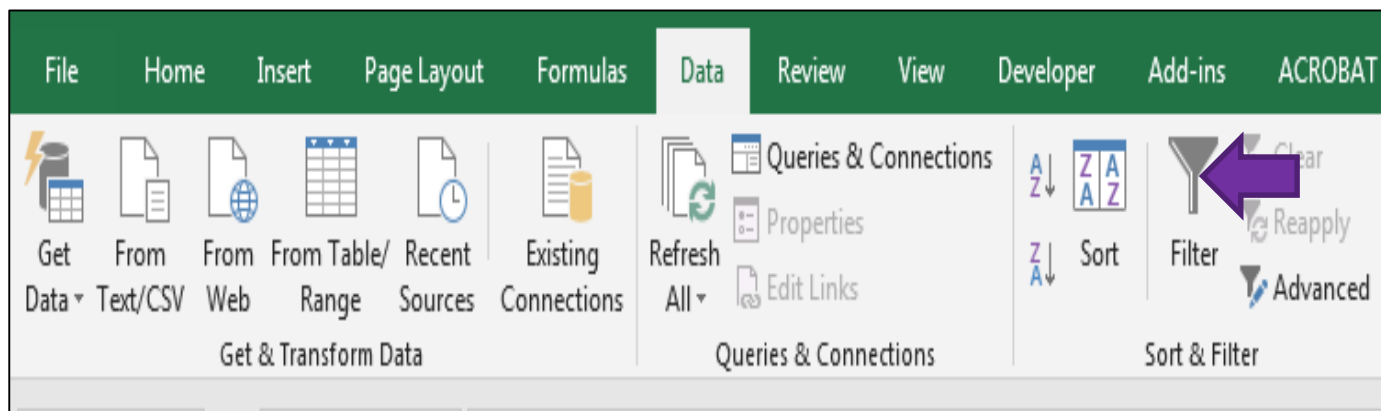 File Home Insert Page Layout Formulas Data Review View Developer Add-ins ACROBAT
Get Data
From Text/CSV
From Web
From Table/ Range
Recent Sources
Existing Connections
Get & Transform Data
Refresh All
Queries & Connections
Properties
Edit Links
Queries & Connections
A Z
Z A
Z A A Z
Sort
Filter
Clear
Reapply
Advanced
Sort & Filter